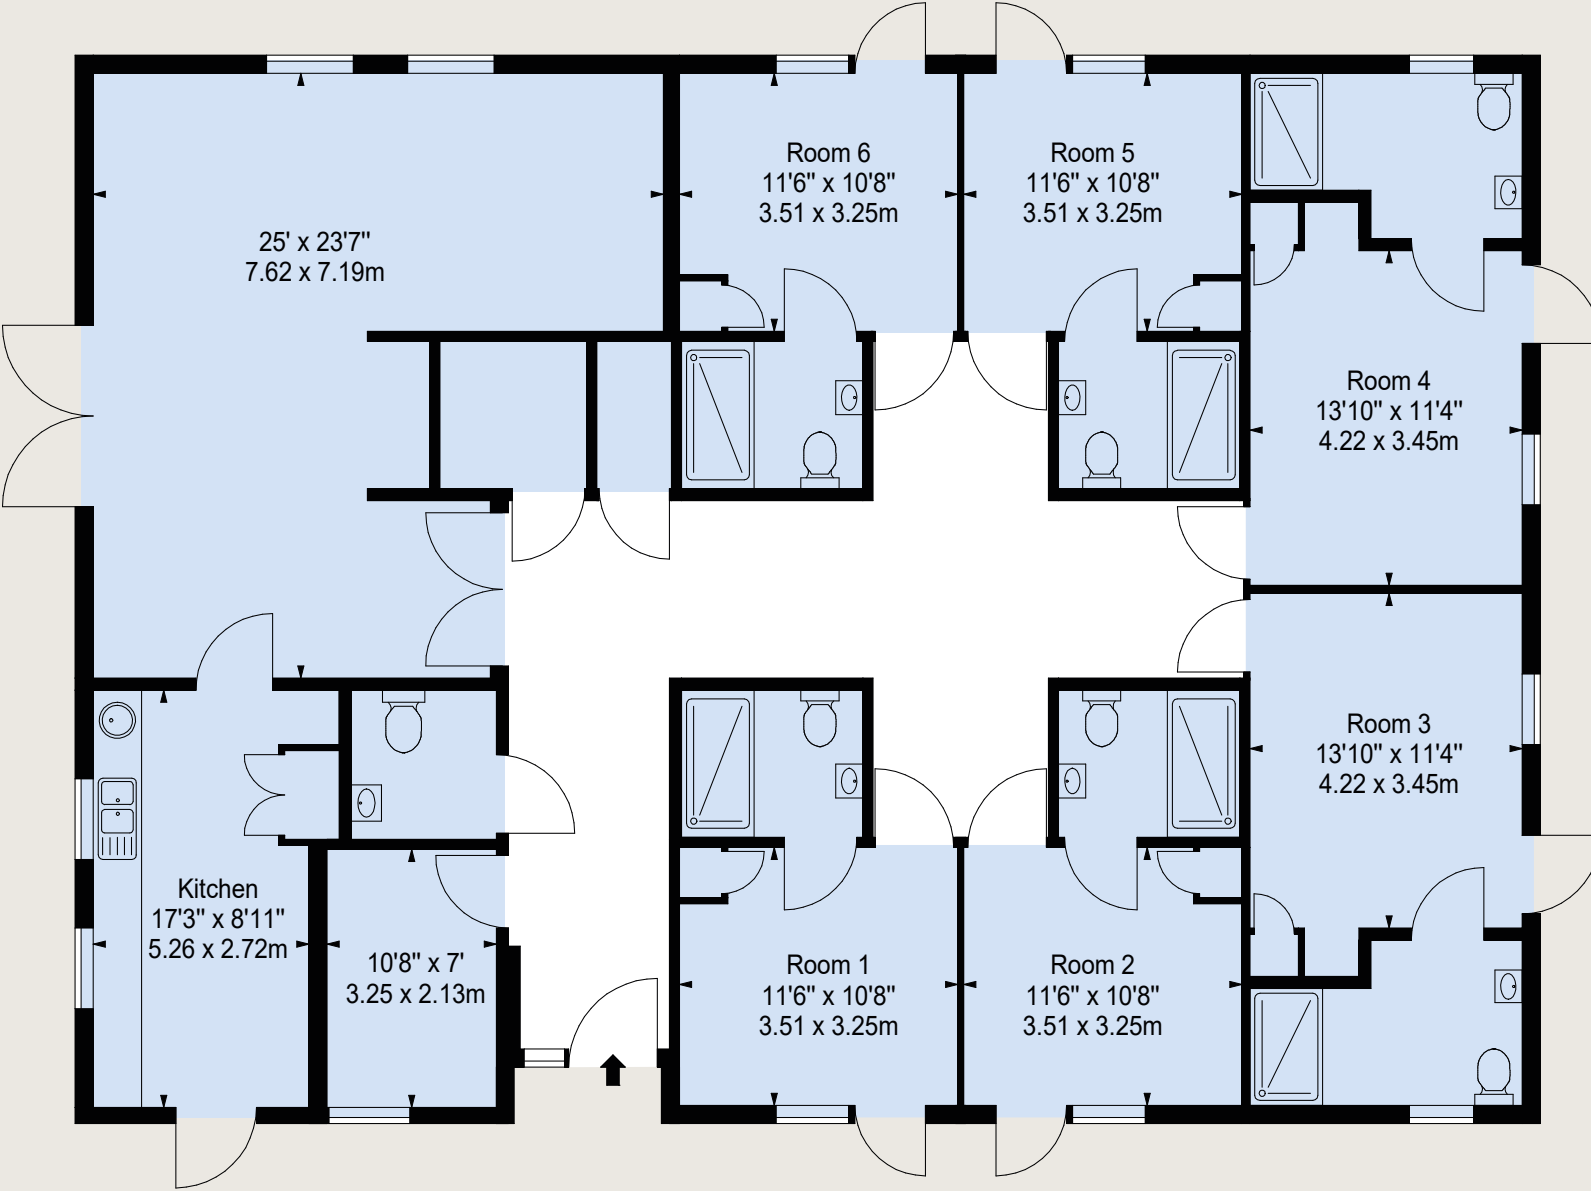 Room 6
11'6" x 10'8"
3.51 x 3.25m
Room 5
11'6" x 10'8"
3.51 x 3.25m
25' x 23'7"
7.62 x 7.19m
Room 4
13'10" x 11'4"
4.22 x 3.45m
Room 3
13'10" x 11'4"
4.22 x 3.45m
Kitchen
17'3" x 8'11"
5.26 x 2.72m
10'8" x 7'
3.25 x 2.13m
Room 1
11'6" x 10'8"
3.51 x 3.25m
Room 2
11'6" x 10'8"
3.51 x 3.25m